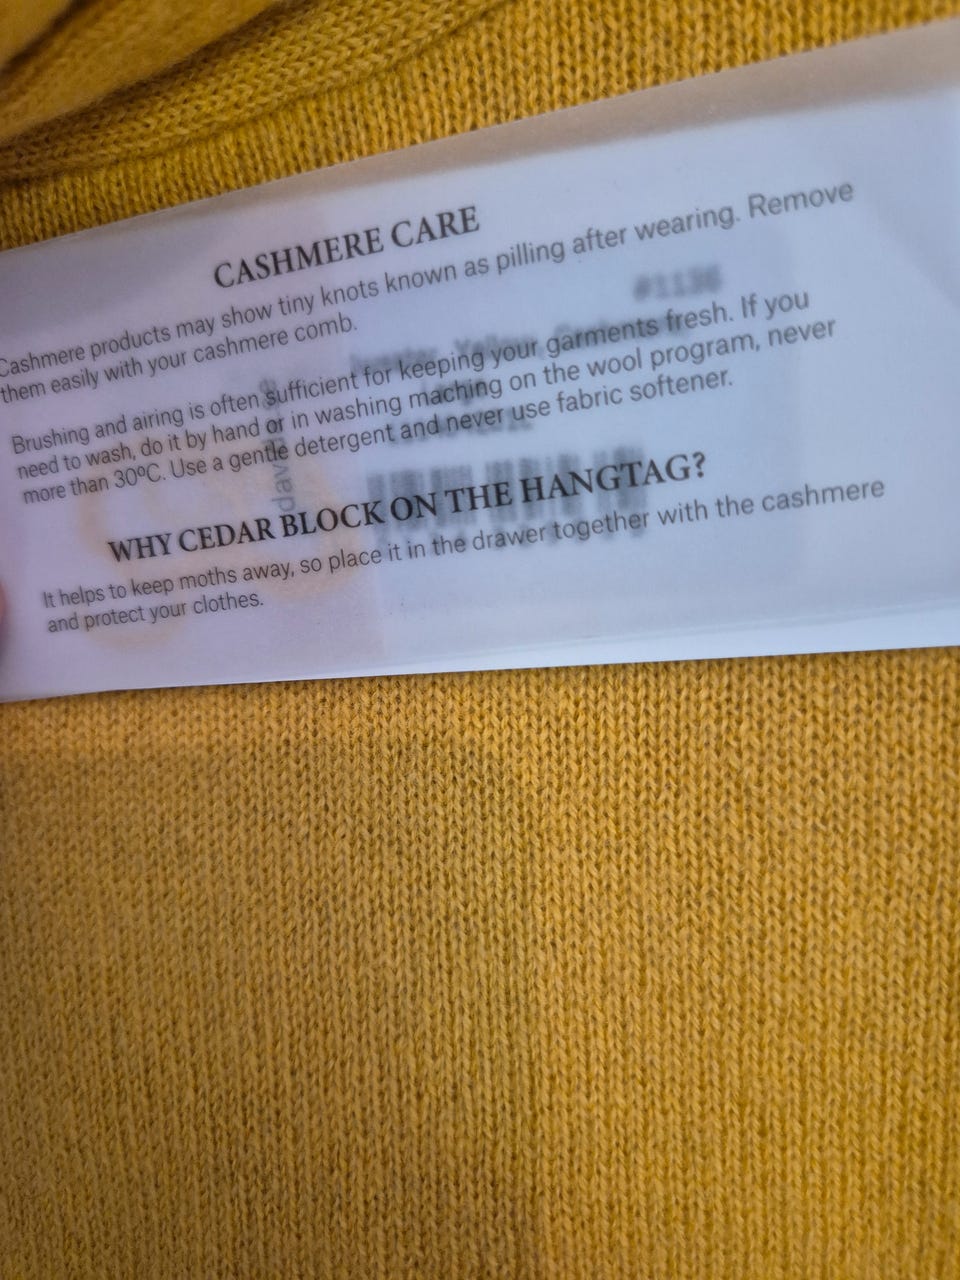 CASHMERE CARE
Cashmere products may show tiny knots known as pilling after wearing. Remove
them easily with your cashmere comb.
Brushing and airing is often sufficient for keeping your garments fresh. If you
need to wash, do it by hand or in washing maching on the wool program, never
more than 30ºC. Use a gentle detergent and never use fabric softener.
WHY CEDAR BLOCK ON THE HANGTAG?
It helps to keep moths away, so place it in the drawer together with the cashmere
and protect your clothes.
#1136